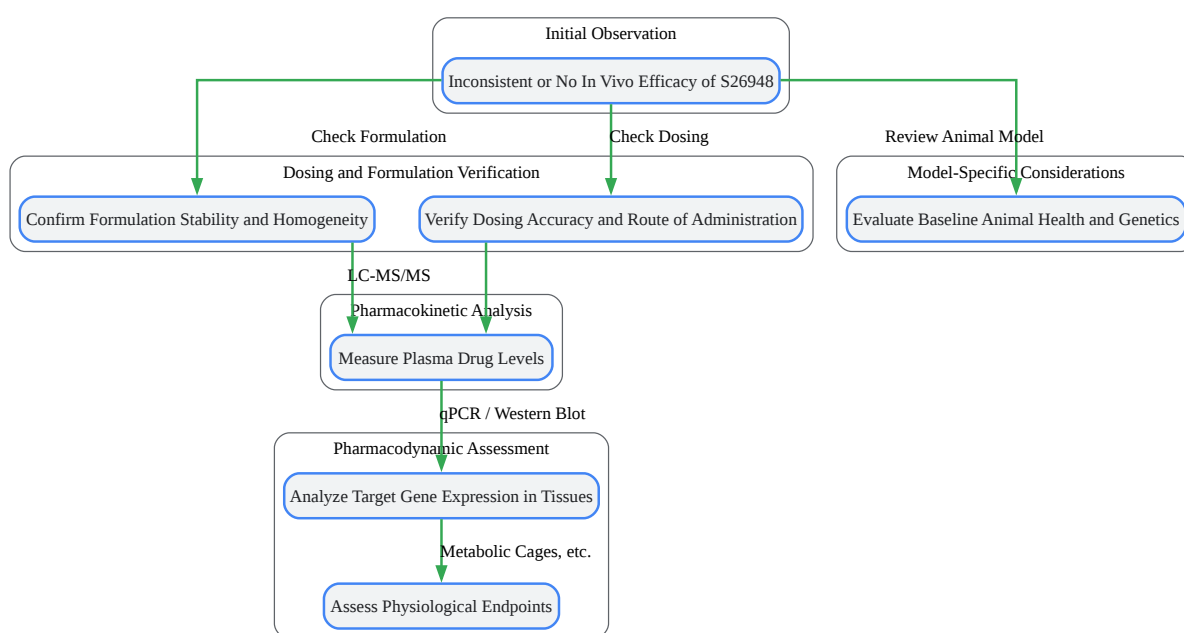 Initial Observation
Inconsistent or No In Vivo Efficacy of S26948
Check Formulation
Check Dosing
Review Animal Model
Dosing and Formulation Verification
Model-Specific Considerations
Confirm Formulation Stability and Homogeneity
Verify Dosing Accuracy and Route of Administration
Evaluate Baseline Animal Health and Genetics
LC-MS/MS
Pharmacokinetic Analysis
Measure Plasma Drug Levels
qPCR / Western Blot
Pharmacodynamic Assessment
Analyze Target Gene Expression in Tissues
Metabolic Cages, etc.
Assess Physiological Endpoints